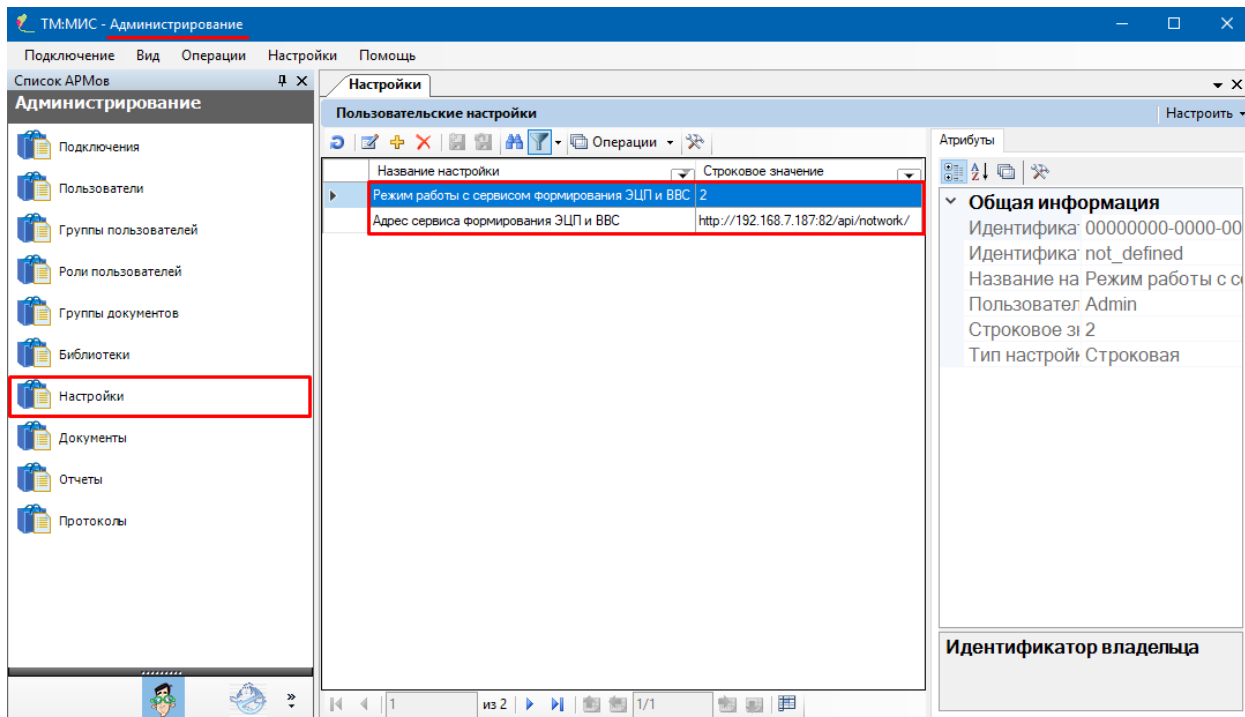 ТМ:МИС - Администрирование
Подключение Вид Операции Настройки Помощь
Список АРМов
Администрирование
Подключения
Пользователи
Группы пользователей
Роли пользователей
Группы документов
Библиотеки
Настройки
Документы
Отчеты
Протоколы
Настройки
Пользовательские настройки
Настроить
Операции
Название настройки Строковое значение
Режим работы с сервисом формирования ЭЦП и ВВС 2
Адрес сервиса формирования ЭЦП и ВВС http://192.168.7.187:82/api/notwork/
1 из 2 1/1
Атрибуты
Общая информация
Идентифика 00000000-0000-00
Идентифика not_defined
Название на Режим работы с с
Пользовател Admin
Строковое з 2
Тип настрой Строковая
Идентификатор владельца